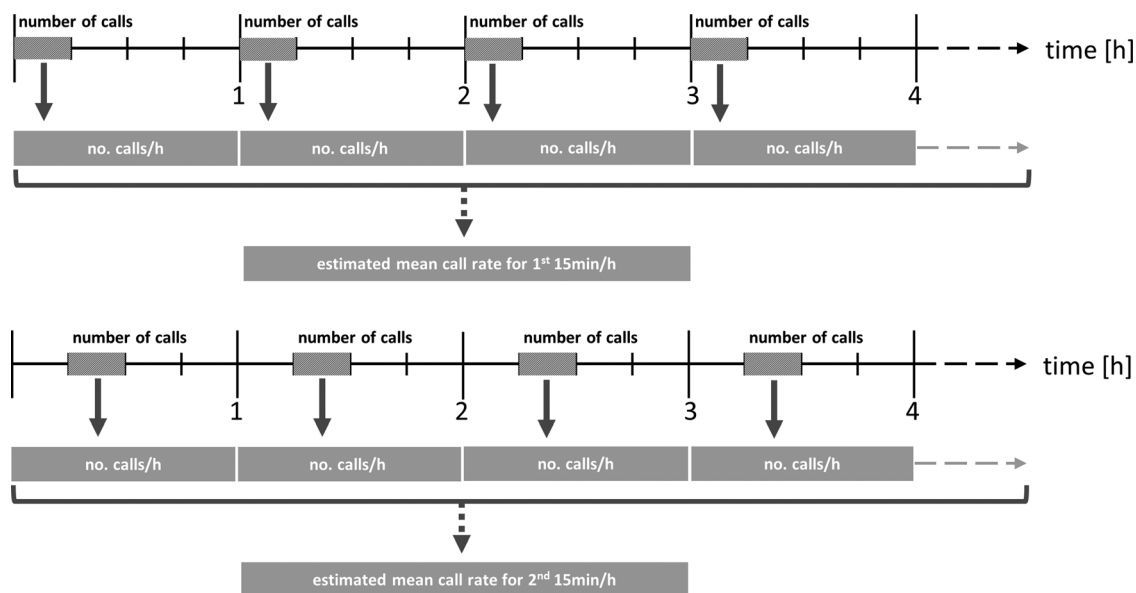 number of calls number of calls number of calls number of calls
time [h]
1 2 3 4
no. calls/h no. calls/h no. calls/h no. calls/h
estimated mean call rate for 1st 15min/h
number of calls number of calls number of calls number of calls
time [h]
1 2 3 4
no. calls/h no. calls/h no. calls/h no. calls/h
estimated mean call rate for 2nd 15min/h